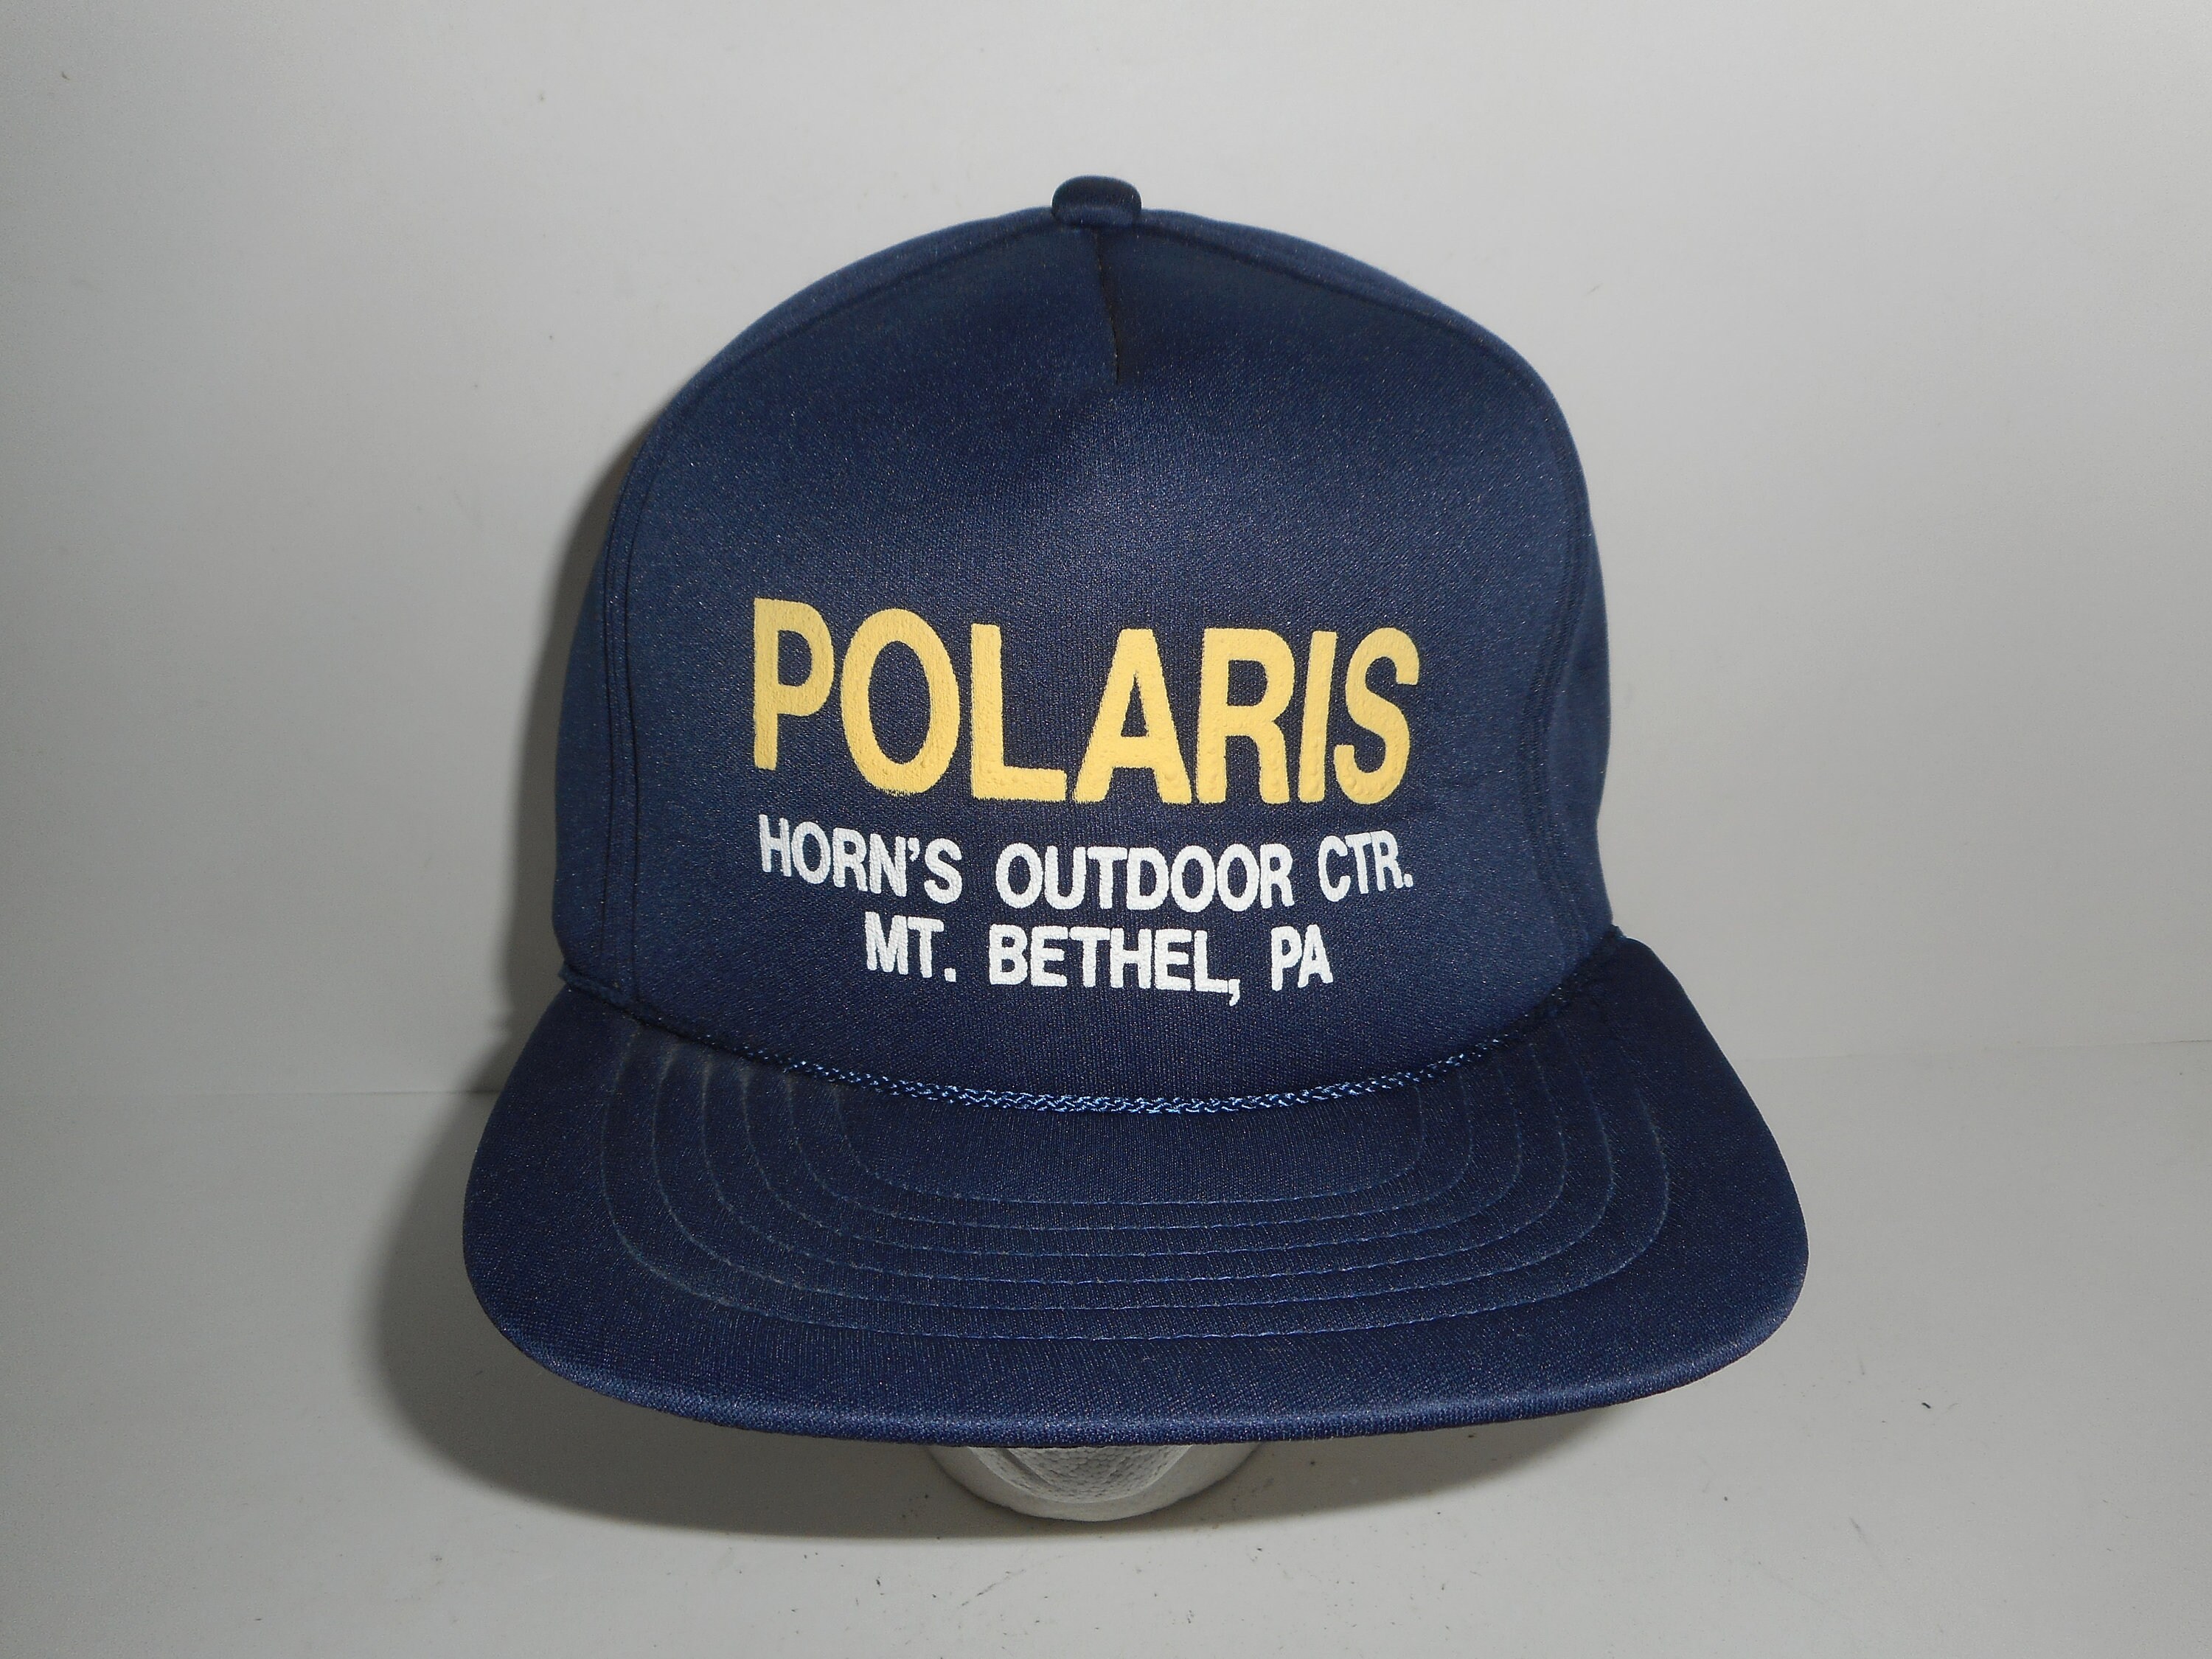 POLARIS
HORN'S OUTDOOR CTR.
MT. BETHEL, PA